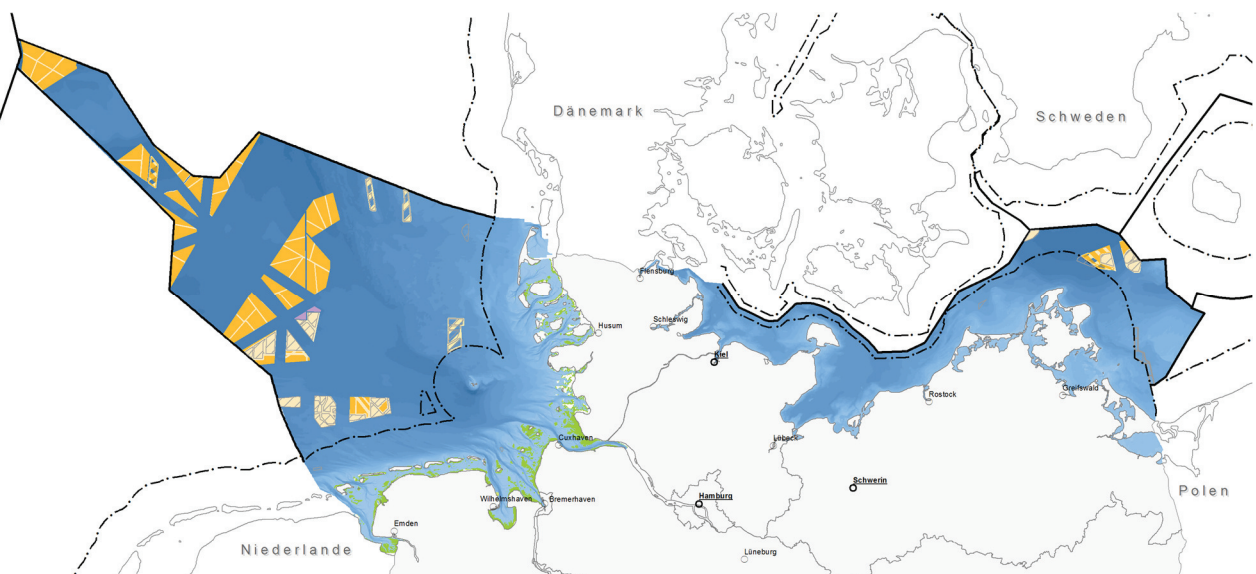 Dänemark
Schweden
Flensburg
Schleswig
Husum
Kiel
Greifswald
Rostock
Cuxhaven
Lübeck
Schwerin
Hamburg
Wilhelmshaven
Bremerhaven
Polen
Emden
Niederlande
Lüneburg